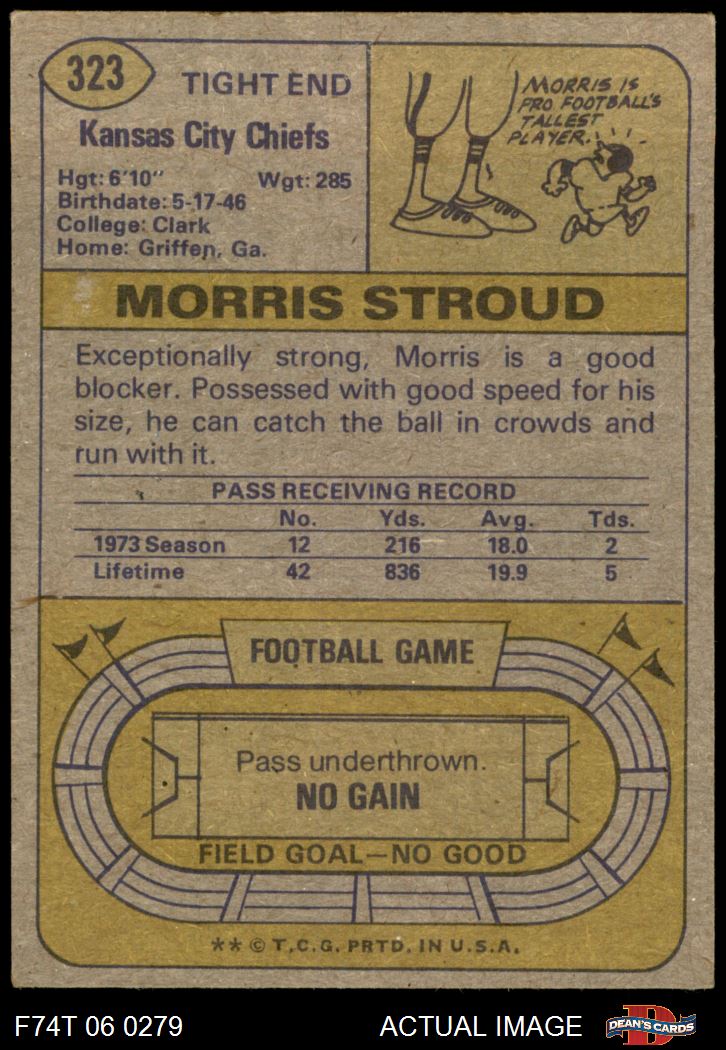 323
TIGHT END
Kansas City Chiefs
Hgt: 6'10" Wgt: 285
Birthdate: 5-17-46
College: Clark
Home: Griffen, Ga.
MORRIS IS
PRO FOOTBALL'S
TALLEST
PLAYER.
MORRIS STROUD
Exceptionally strong, Morris is a good
blocker. Possessed with good speed for his
size, he can catch the ball in crowds and
run with it.
PASS RECEIVING RECORD
No. Yds. Avg. Tds.
1973 Season 12 216 18.0 2
Lifetime 42 836 19.9 5
FOOTBALL GAME
Pass underthrown.
NO GAIN
FIELD GOAL—NO GOOD
** © T.C.G. PRTD. IN U.S.A.
F74T 06 0279 ACTUAL IMAGE D DEAN'S CARDS